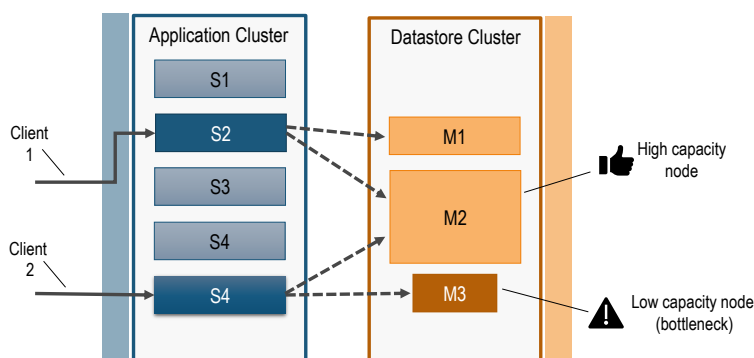 Application Cluster
Datastore Cluster
S1
Client
1
S2
M1
High capacity
node
S3
M2
Client
2
S4
S4
M3
Low capacity node
(bottleneck)